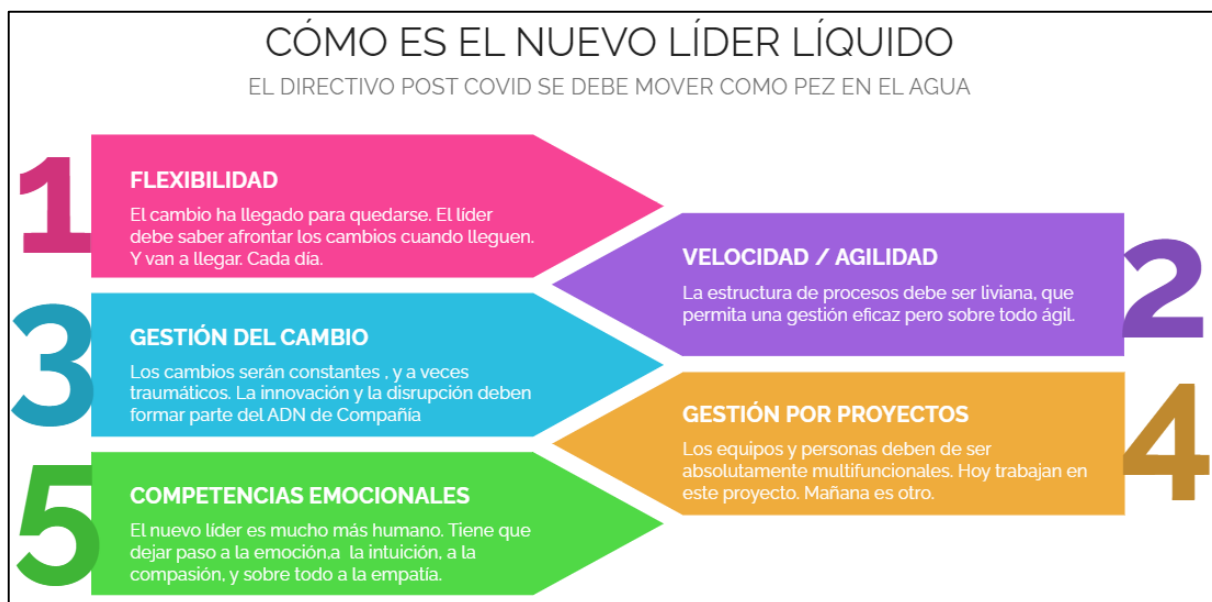 CÓMO ES EL NUEVO LÍDER LÍQUIDO
EL DIRECTIVO POST COVID SE DEBE MOVER COMO PEZ EN EL AGUA
1
FLEXIBILIDAD
El cambio ha llegado para quedarse. El líder
debe saber afrontar los cambios cuando lleguen.
Y van a llegar. Cada día.
2
VELOCIDAD / AGILIDAD
La estructura de procesos debe ser liviana, que
permita una gestión eficaz pero sobre todo ágil.
3
GESTIÓN DEL CAMBIO
Los cambios serán constantes , y a veces
traumáticos. La innovación y la disrupción deben
formar parte del ADN de Compañía
4
GESTIÓN POR PROYECTOS
Los equipos y personas deben de ser
absolutamente multifuncionales. Hoy trabajan en
este proyecto. Mañana es otro.
5
COMPETENCIAS EMOCIONALES
El nuevo líder es mucho más humano. Tiene que
dejar paso a la emoción,a  la intuición, a la
compasión, y sobre todo a la empatía.